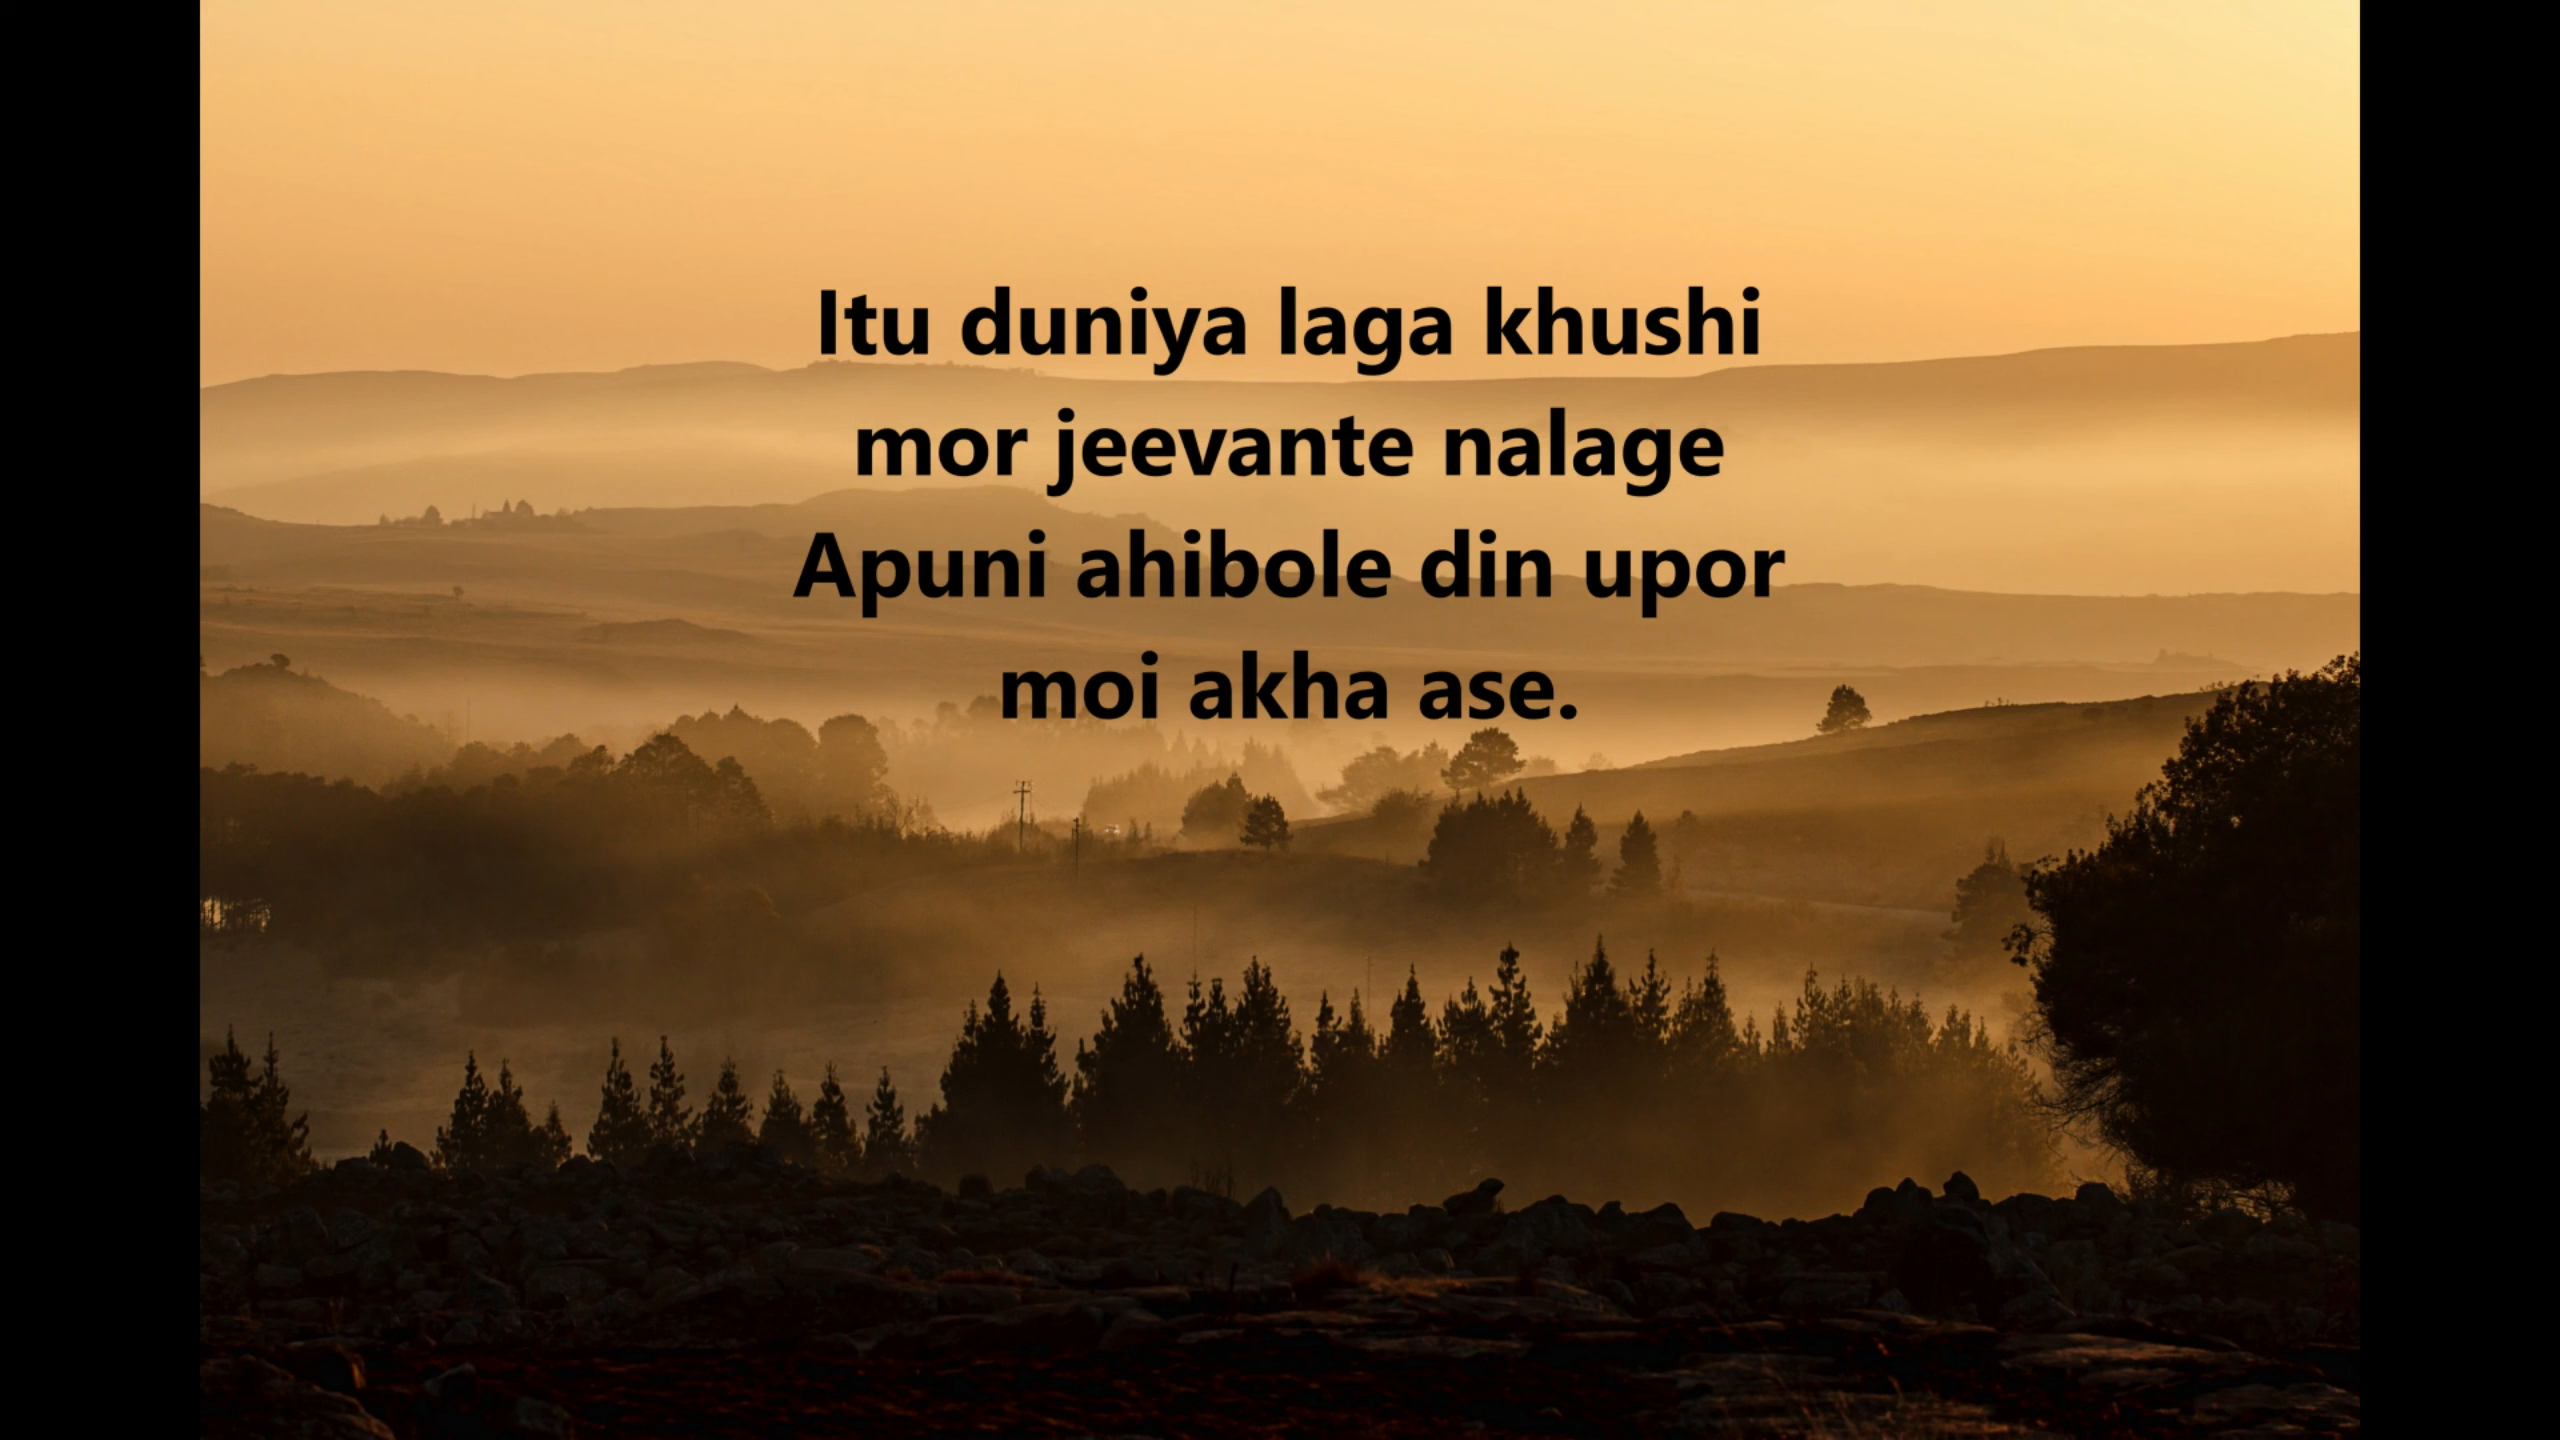 Itu duniya laga khushi
mor jeevante nalage
Apuni ahibole din upor
moi akha ase.